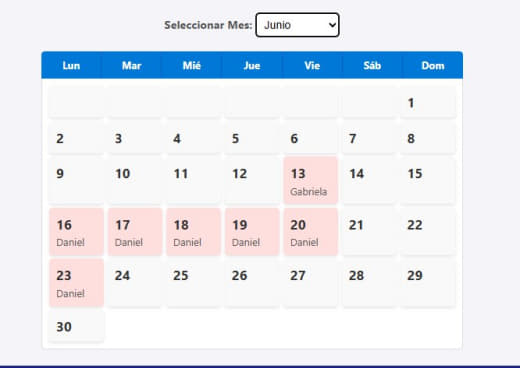 Seleccionar Mes: Junio
Lun Mar Mié Jue Vie Sáb Dom
1
2 3 4 5 6 7 8
9 10 11 12 13 14 15
Gabriela
16 17 18 19 20 21 22
Daniel Daniel Daniel Daniel Daniel
23 24 25 26 27 28 29
Daniel
30